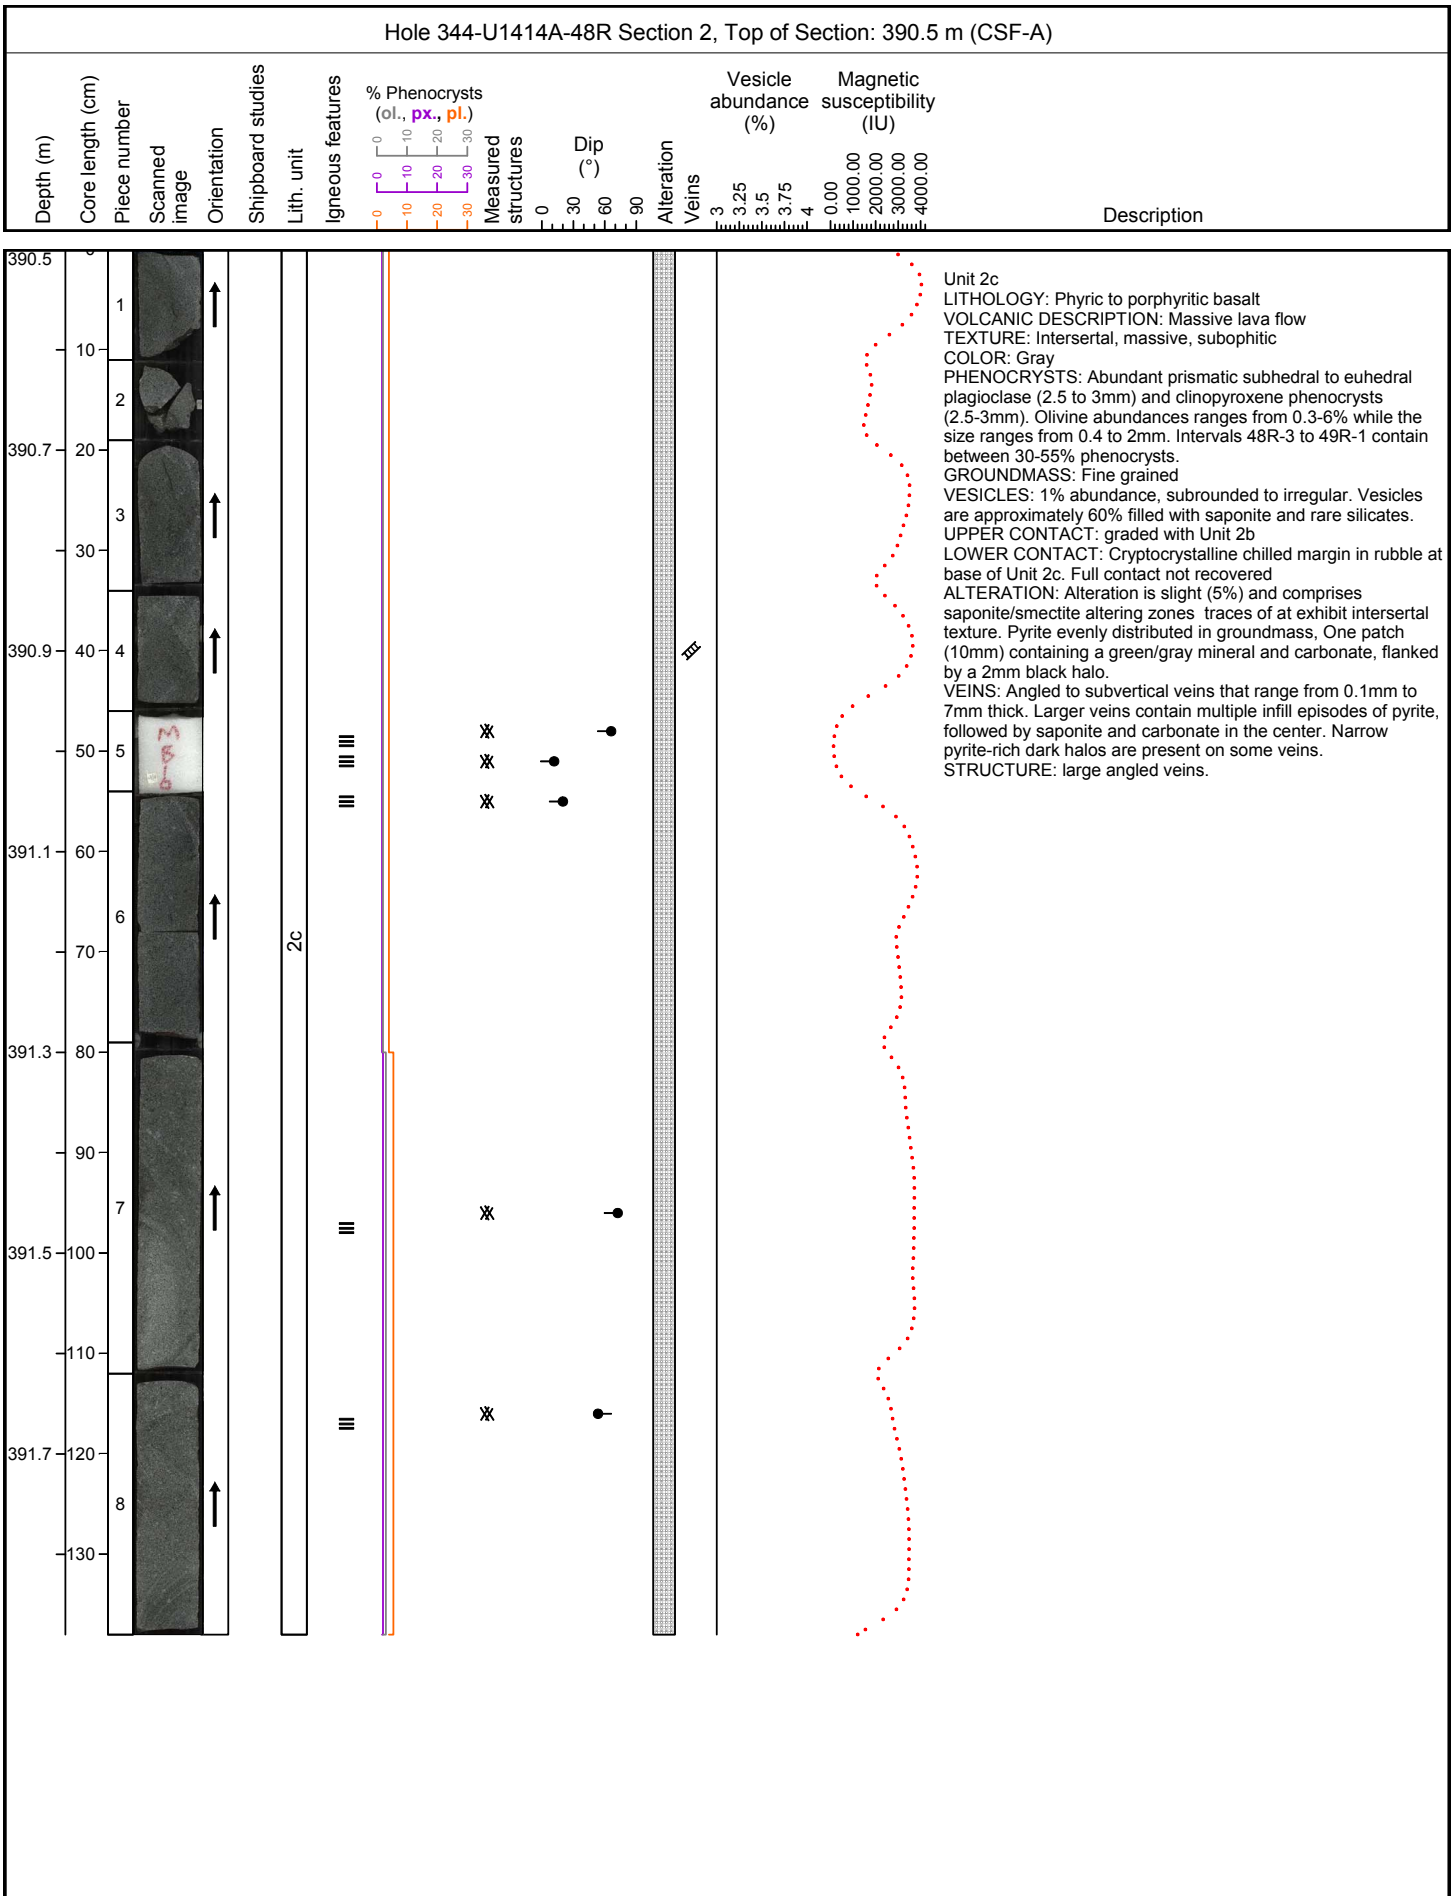 Hole 344-U1414A-48R Section 2, Top of Section: 390.5 m (CSF-A)
Depth (m)
Core length (cm)
Piece number
Scanned
image
Orientation
Shipboard studies
Lith. unit
Igneous features
% Phenocrysts
(ol., px., pl.)
0 10 20 30
0 10 20 30
0 10 20 30
Measured
structures
Dip
(°)
0 30 60 90
Alteration
Veins
Vesicle
abundance
(%)
3 3.25 3.5 3.75 4
Magnetic
susceptibility
(IU)
0.00 1000.00 2000.00 3000.00 4000.00
Description
390.5
390.7
390.9
391.1
391.3
391.5
391.7
0
10
20
30
40
50
60
70
80
90
100
110
120
130
1
2
3
4
5
6
7
8
M
B
I
O
2c
Unit 2c
LITHOLOGY: Phyric to porphyritic basalt
VOLCANIC DESCRIPTION: Massive lava flow
TEXTURE: Intersertal, massive, subophitic
COLOR: Gray
PHENOCRYSTS: Abundant prismatic subhedral to euhedral
plagioclase (2.5 to 3mm) and clinopyroxene phenocrysts
(2.5-3mm). Olivine abundances ranges from 0.3-6% while the
size ranges from 0.4 to 2mm. Intervals 48R-3 to 49R-1 contain
between 30-55% phenocrysts.
GROUNDMASS: Fine grained
VESICLES: 1% abundance, subrounded to irregular. Vesicles
are approximately 60% filled with saponite and rare silicates.
UPPER CONTACT: graded with Unit 2b
LOWER CONTACT: Cryptocrystalline chilled margin in rubble at
base of Unit 2c. Full contact not recovered
ALTERATION: Alteration is slight (5%) and comprises
saponite/smectite altering zones traces of at exhibit intersertal
texture. Pyrite evenly distributed in groundmass, One patch
(10mm) containing a green/gray mineral and carbonate, flanked
by a 2mm black halo.
VEINS: Angled to subvertical veins that range from 0.1mm to
7mm thick. Larger veins contain multiple infill episodes of pyrite,
followed by saponite and carbonate in the center. Narrow
pyrite-rich dark halos are present on some veins.
STRUCTURE: large angled veins.